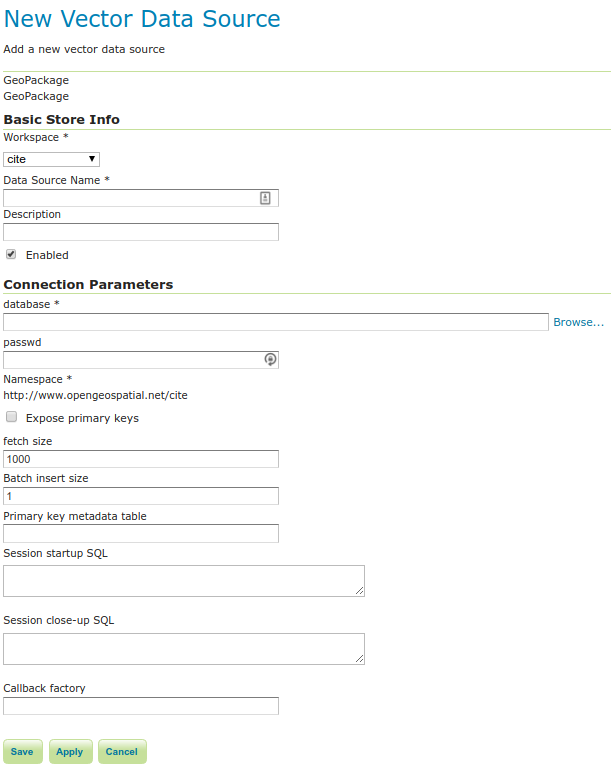 New Vector Data Source
Add a new vector data source
GeoPackage
GeoPackage
Basic Store Info
Workspace *
cite
Data Source Name *
Description
Enabled
Connection Parameters
database *
Browse...
passwd
Namespace *
http://www.opengeospatial.net/cite
Expose primary keys
fetch size
1000
Batch insert size
1
Primary key metadata table
Session startup SQL
Session close-up SQL
Callback factory
Save Apply Cancel